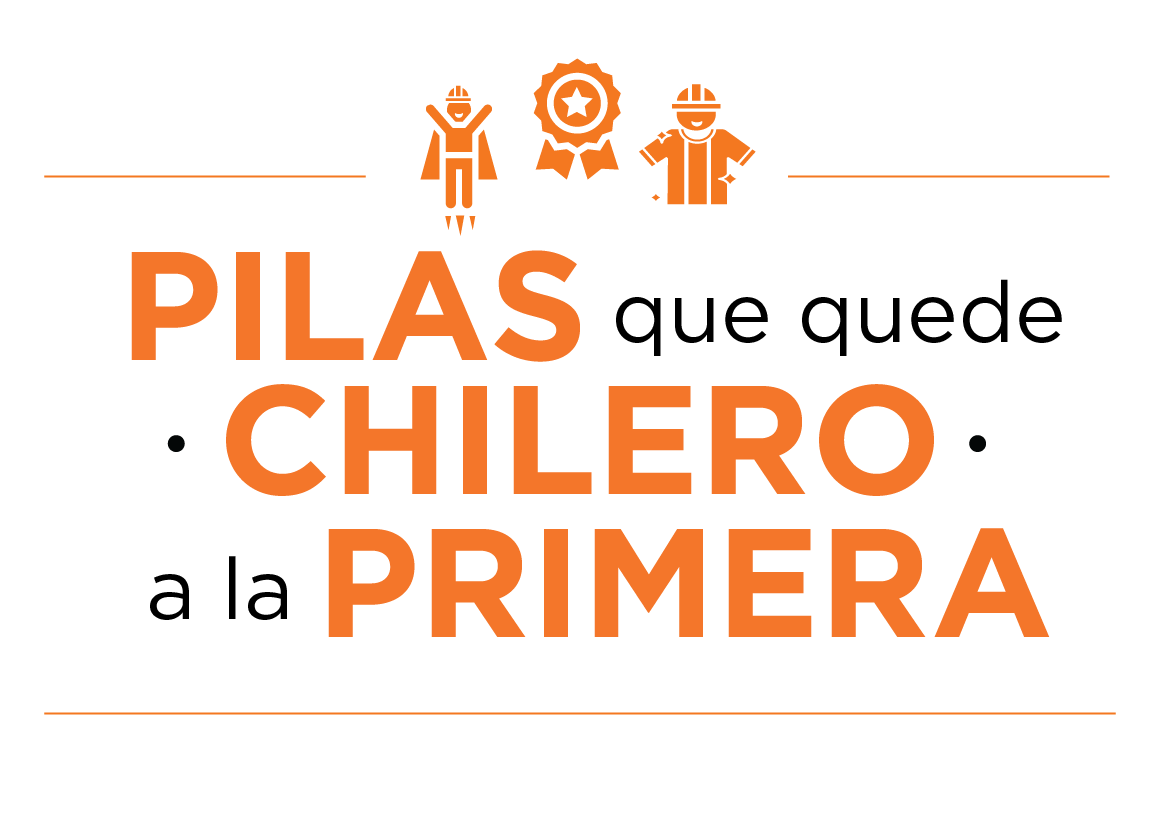 PILAS que quede
· CHILERO ·
a la PRIMERA